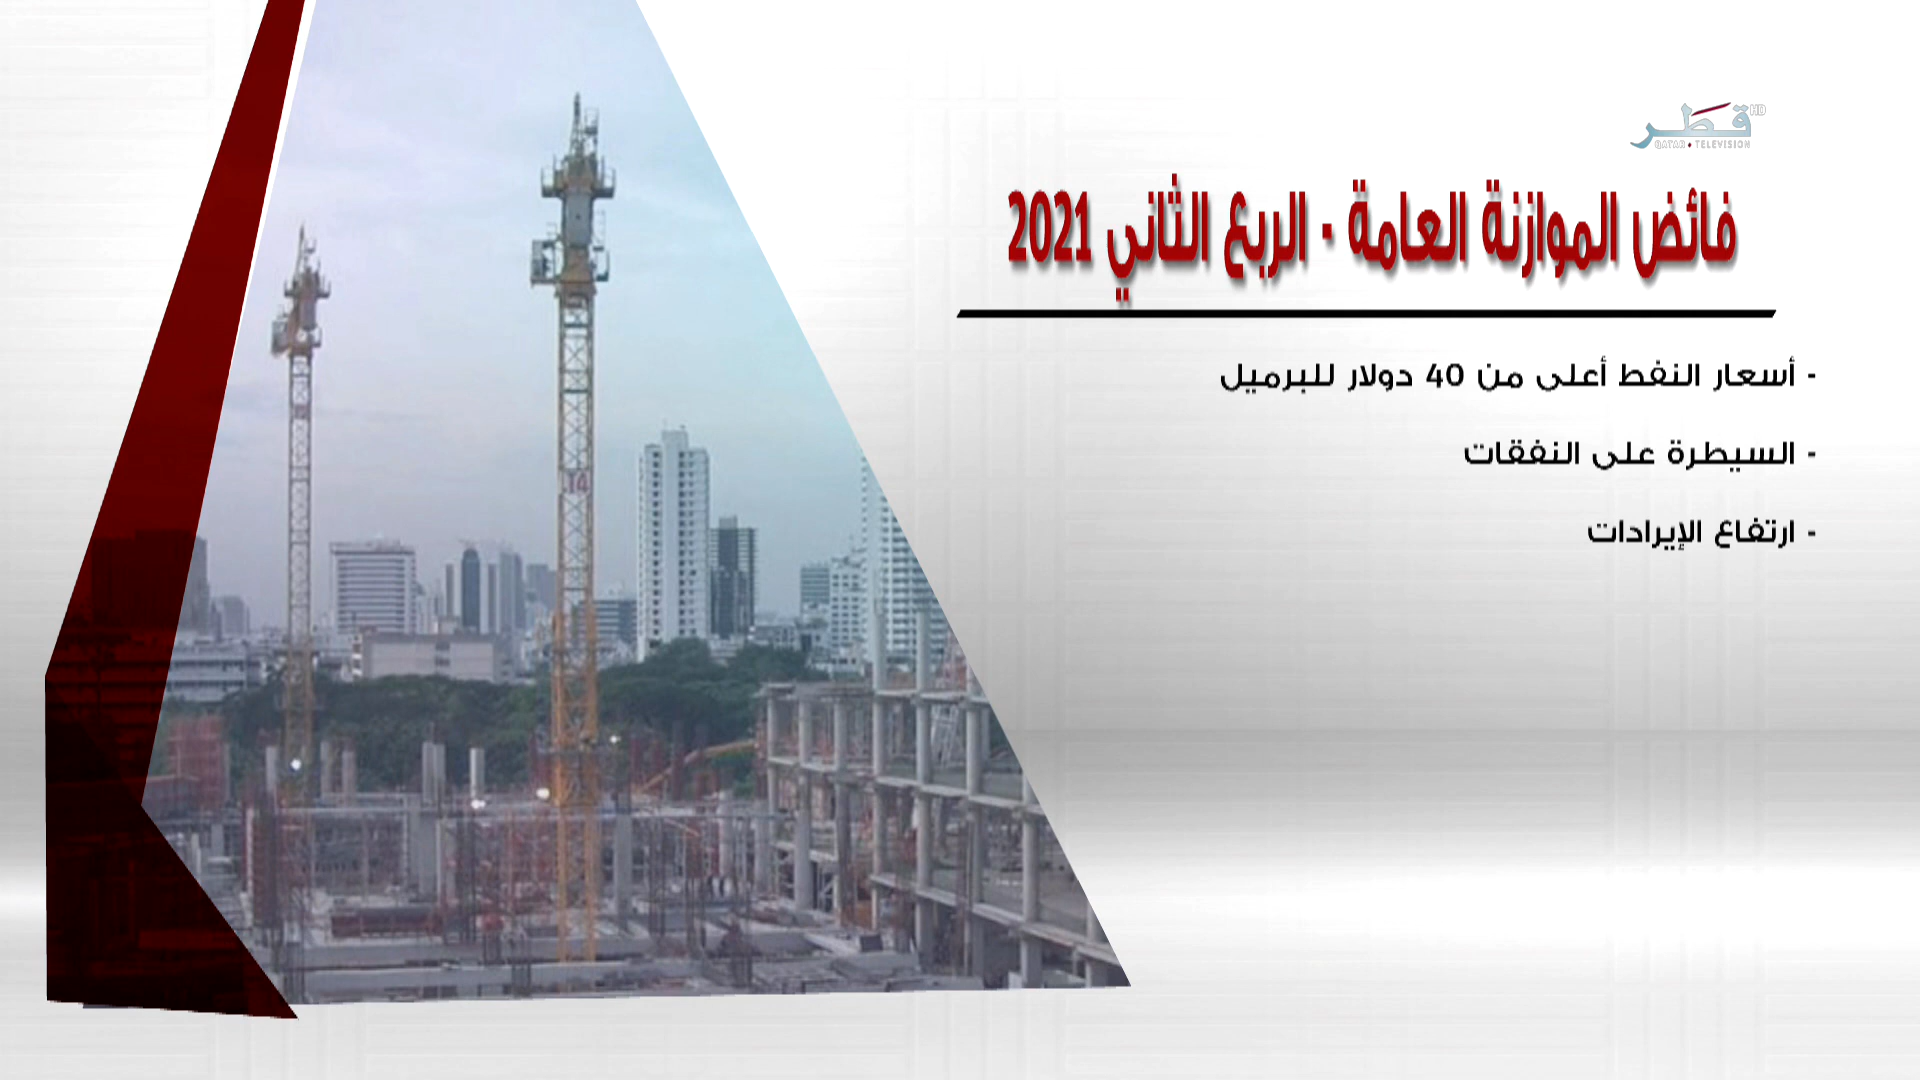 قطر HD
QATAR TELEVISION
فائض الموازنة العامة - الربع الثاني 2021
- أسعار النفط أعلى من 40 دولار للبرميل
- السيطرة على النفقات
- ارتفاع الإيرادات
14